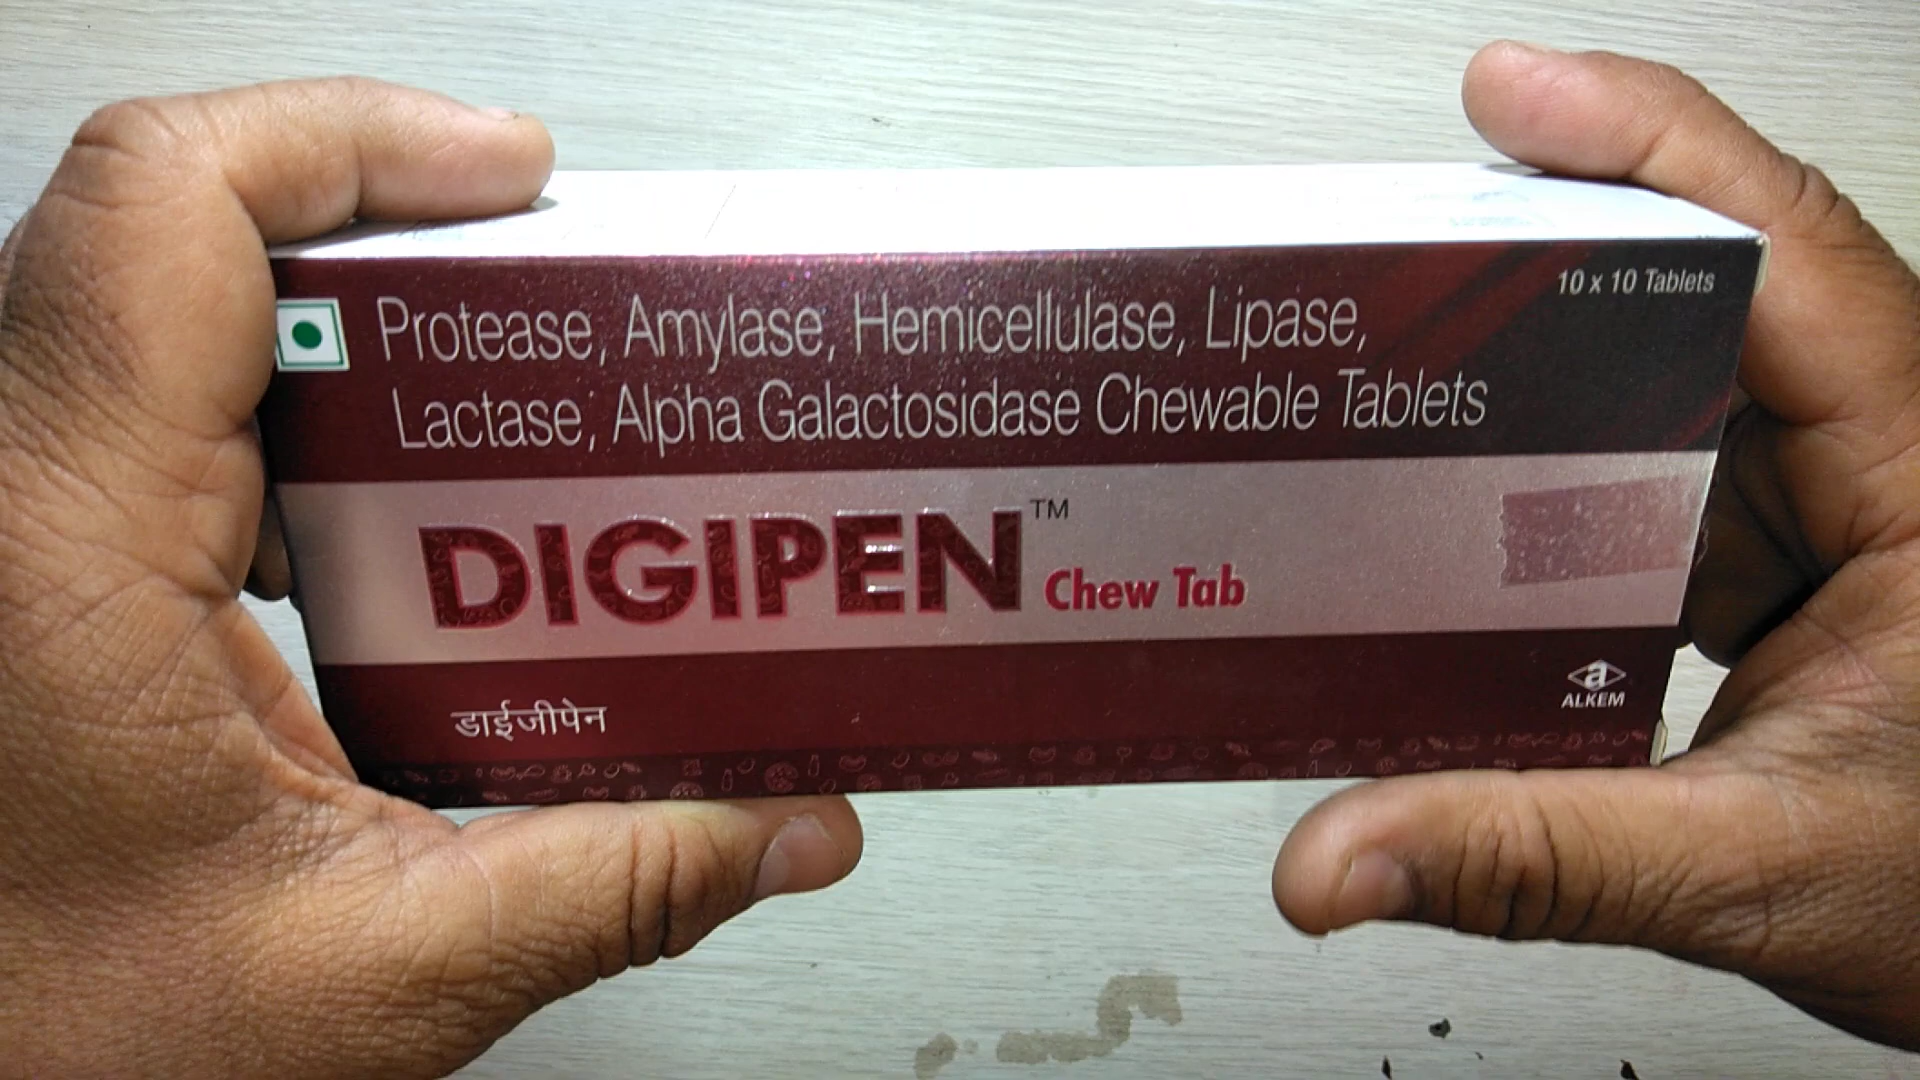 10 x 10 Tablets
Protease, Amylase, Hemicellulase, Lipase,
Lactase, Alpha Galactosidase Chewable Tablets
DIGIPEN™ Chew Tab
डाईजीपेन
a
ALKEM